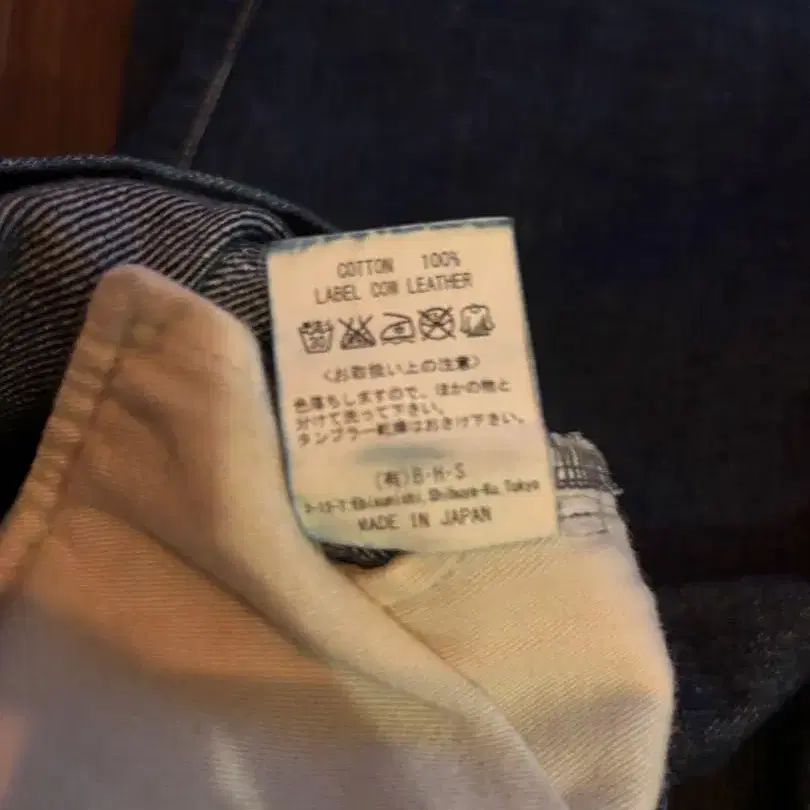 COTTON 100%
LABEL COW LEATHER
30
<お取扱い上の注意>
色落ちしますので、ほかの物と
分けて洗って下さい。
タンブラー乾燥はおさけ下さい。
(有)B・H・S
Ebisunishi, Shibuya-Ku, Tokyo
MADE IN JAPAN